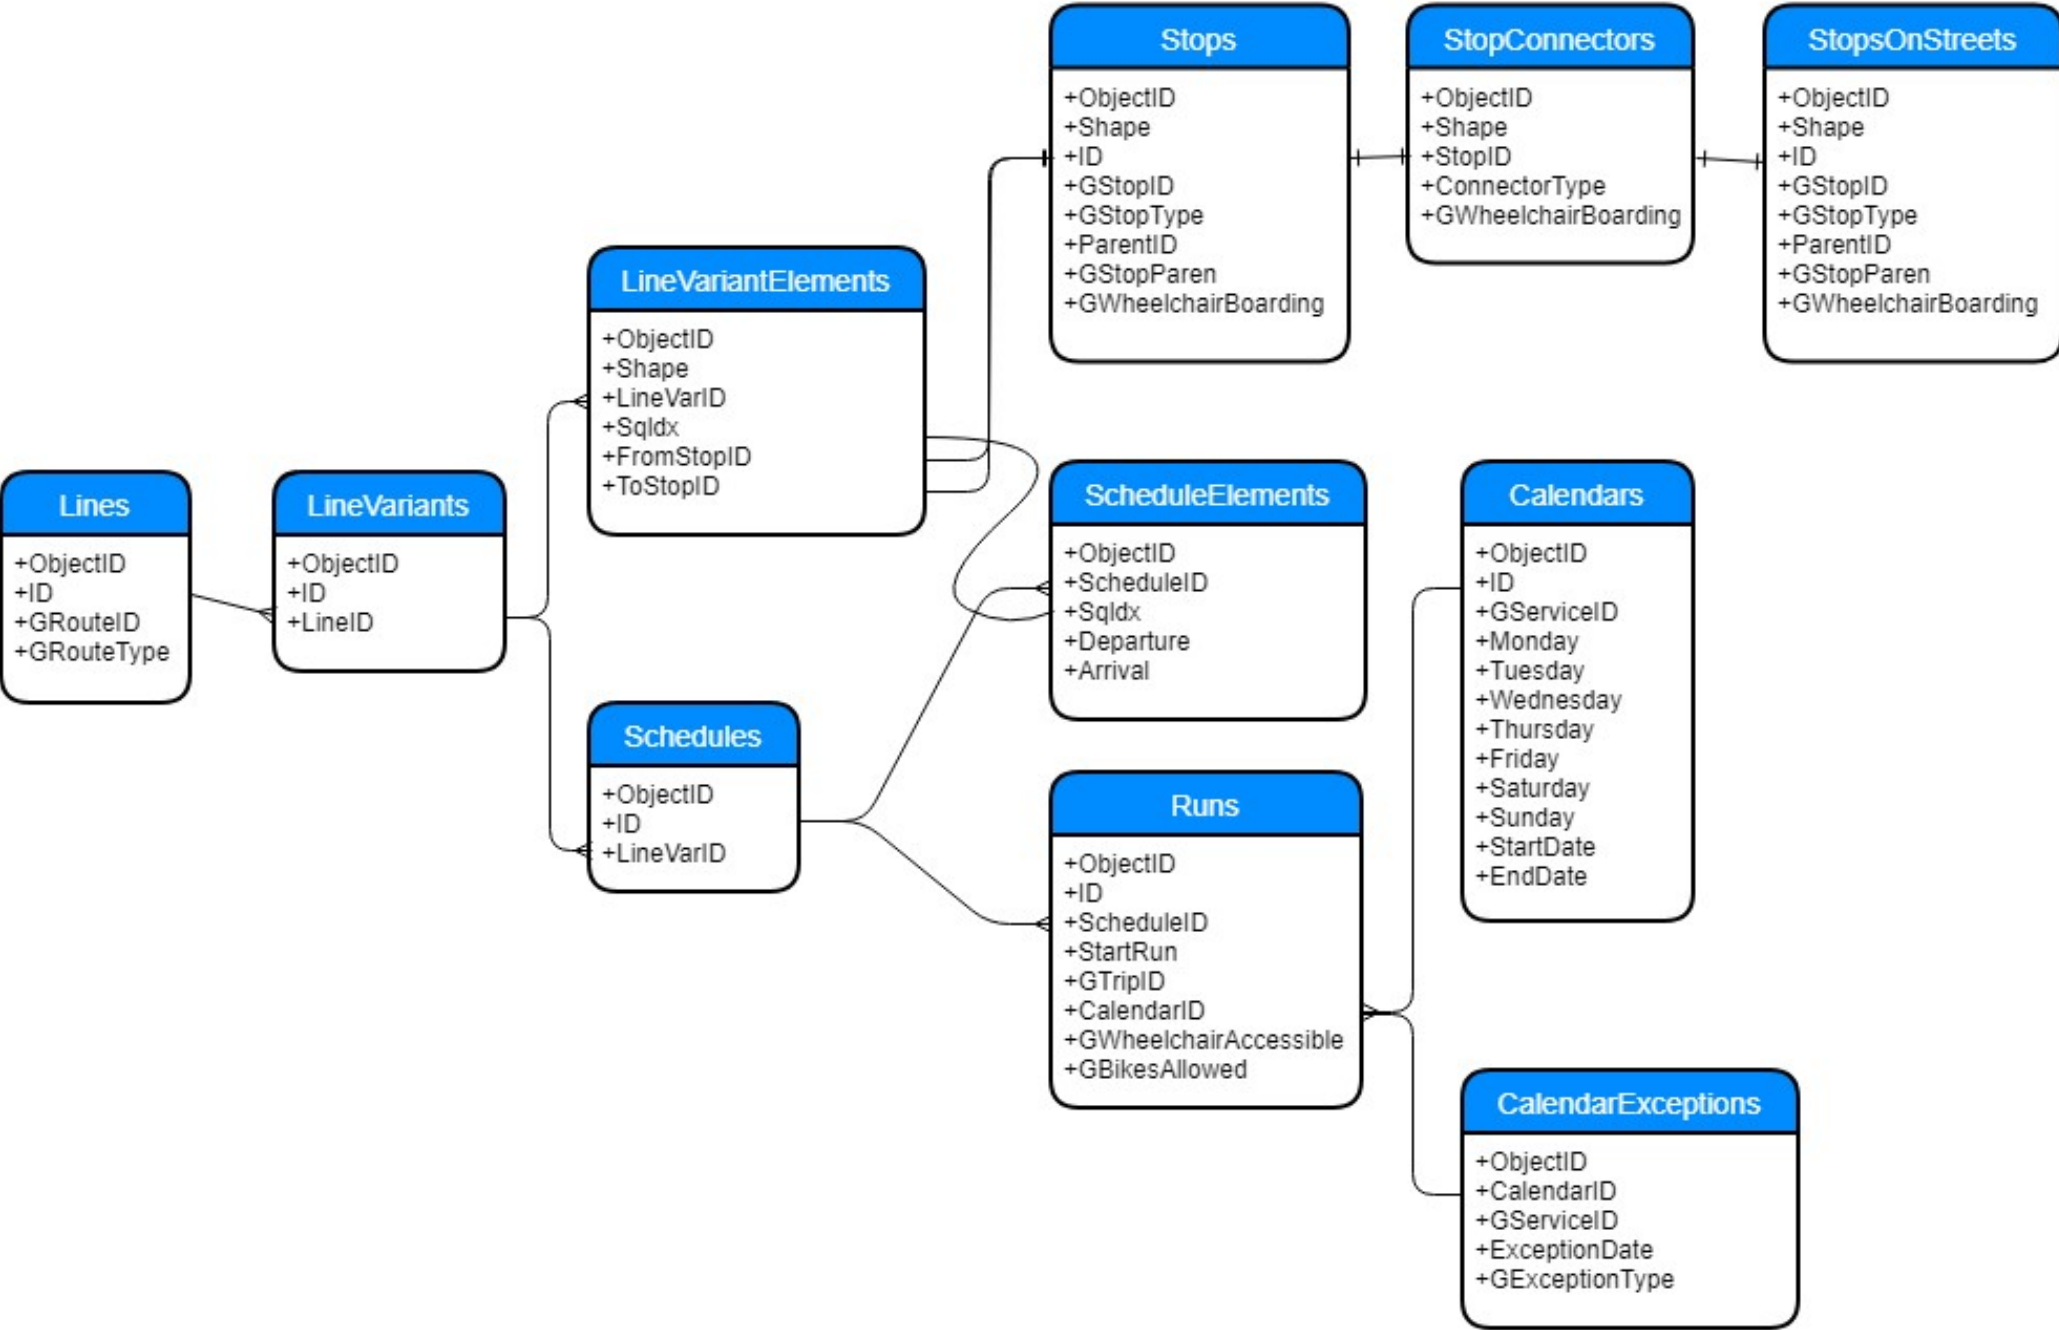 Stops
+ObjectID
+Shape
+ID
+GStopID
+GStopType
+ParentID
+GStopParen
+GWheelchairBoarding
StopConnectors
+ObjectID
+Shape
+StopID
+ConnectorType
+GWheelchairBoarding
StopsOnStreets
+ObjectID
+Shape
+ID
+GStopID
+GStopType
+ParentID
+GStopParen
+GWheelchairBoarding
LineVariantElements
+ObjectID
+Shape
+LineVarID
+SqIdx
+FromStopID
+ToStopID
Lines
+ObjectID
+ID
+GRouteID
+GRouteType
LineVariants
+ObjectID
+ID
+LineID
ScheduleElements
+ObjectID
+ScheduleID
+SqIdx
+Departure
+Arrival
Calendars
+ObjectID
+ID
+GServiceID
+Monday
+Tuesday
+Wednesday
+Thursday
+Friday
+Saturday
+Sunday
+StartDate
+EndDate
Schedules
+ObjectID
+ID
+LineVarID
Runs
+ObjectID
+ID
+ScheduleID
+StartRun
+GTripID
+CalendarID
+GWheelchairAccessible
+GBikesAllowed
CalendarExceptions
+ObjectID
+CalendarID
+GServiceID
+ExceptionDate
+GExceptionType